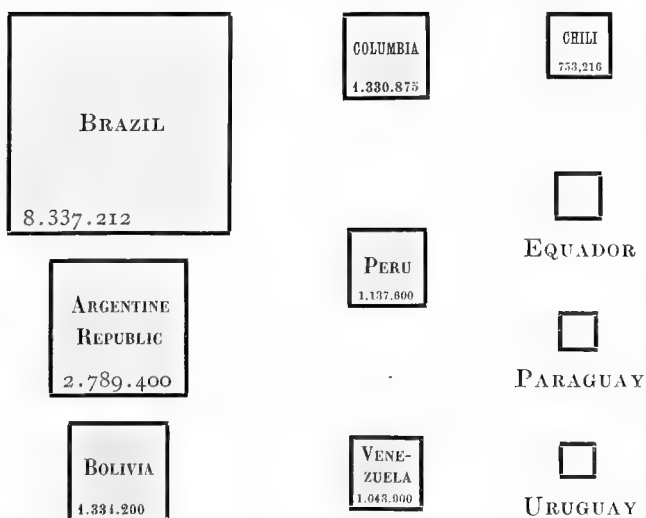 BRAZIL
8.337.212
ARGENTINE
REPUBLIC
2.789.400
BOLIVIA
1.334.200
COLUMBIA
1.330.875
PERU
1.137.600
VENE-
ZUELA
1.043.900
CHILI
753,216
EQUADOR
PARAGUAY
URUGUAY